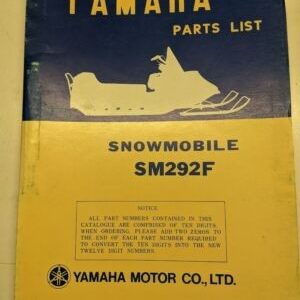 YAMAHA
PARTS LIST
SNOWMOBILE
SM292F
NOTICE
ALL PART NUMBERS CONTAINED IN THIS
CATALOGUE ARE COMPRISED OF TEN DIGITS.
WHEN ORDERING, PLEASE ADD TWO ZEROS TO
THE END OF EACH PART NUMBER REQUIRED
TO CONVERT THE TEN DIGITS INTO THE NEW
TWELVE DIGIT NUMBERS.
YAMAHA MOTOR CO., LTD.